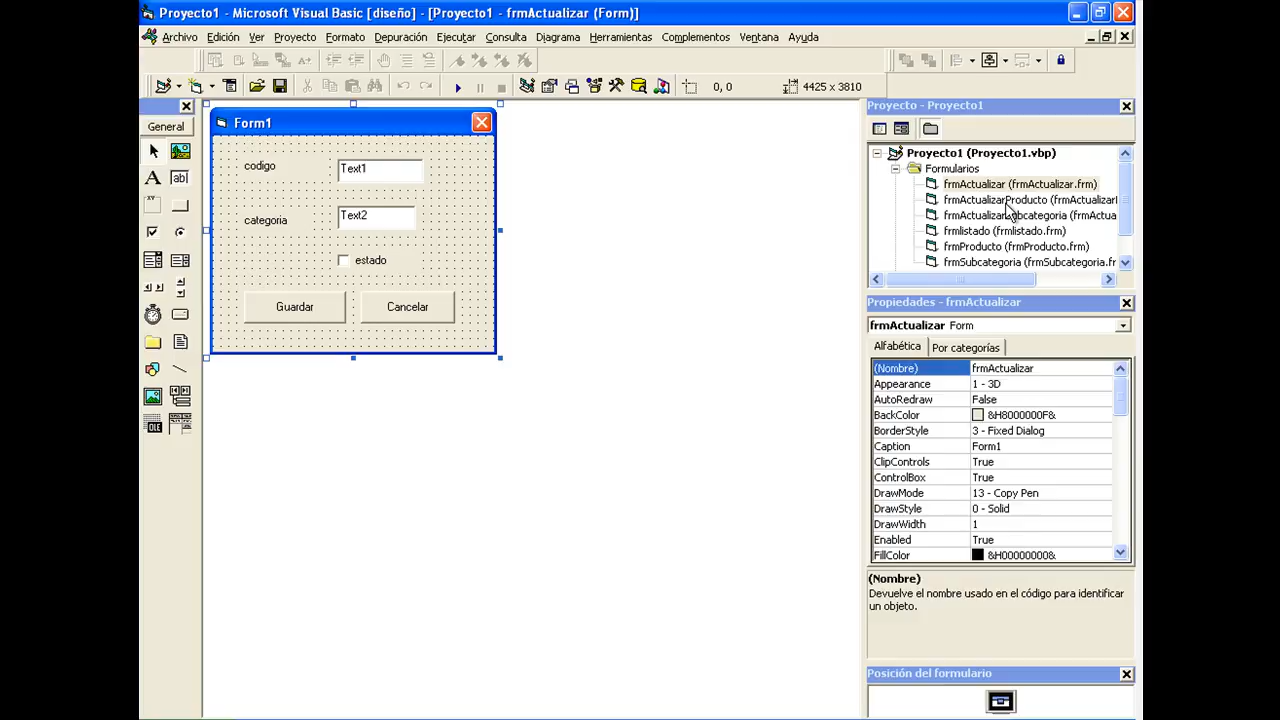 Proyecto1 - Microsoft Visual Basic [diseño] - [Proyecto1 - frmActualizar (Form)]
Archivo Edición Ver Proyecto Formato Depuración Ejecutar Consulta Diagrama Herramientas Complementos Ventana Ayuda
0, 0 4425 x 3810
General
Form1
codigo Text1
categoria Text2
estado
Guardar Cancelar
Proyecto - Proyecto1
Proyecto1 (Proyecto1.vbp)
Formularios
frmActualizar (frmActualizar.frm)
frmActualizarProducto (frmActualizar
frmActualizarSubcategoria (frmActua
frmlistado (frmlistado.frm)
frmProducto (frmProducto.frm)
frmSubcategoria (frmSubcategoria.fr
Propiedades - frmActualizar
frmActualizar Form
Alfabética Por categorías
(Nombre) frmActualizar
Appearance 1 - 3D
AutoRedraw False
BackColor &H8000000F&
BorderStyle 3 - Fixed Dialog
Caption Form1
ClipControls True
ControlBox True
DrawMode 13 - Copy Pen
DrawStyle 0 - Solid
DrawWidth 1
Enabled True
FillColor &H00000000&
(Nombre)
Devuelve el nombre usado en el código para identificar
un objeto.
Posición del formulario